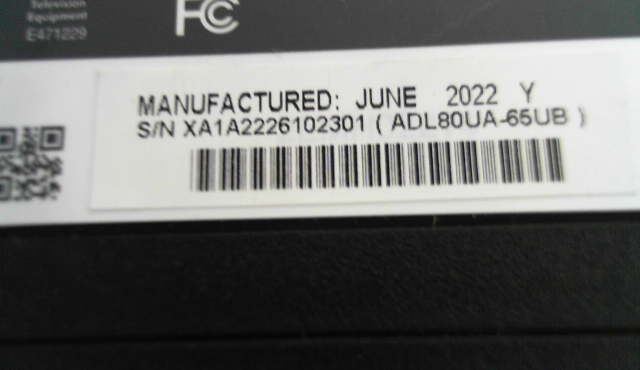 Television
Equipment
E471229
FC
MANUFACTURED: JUNE 2022 Y
S/N XA1A2226102301 ( ADL80UA-65UB )